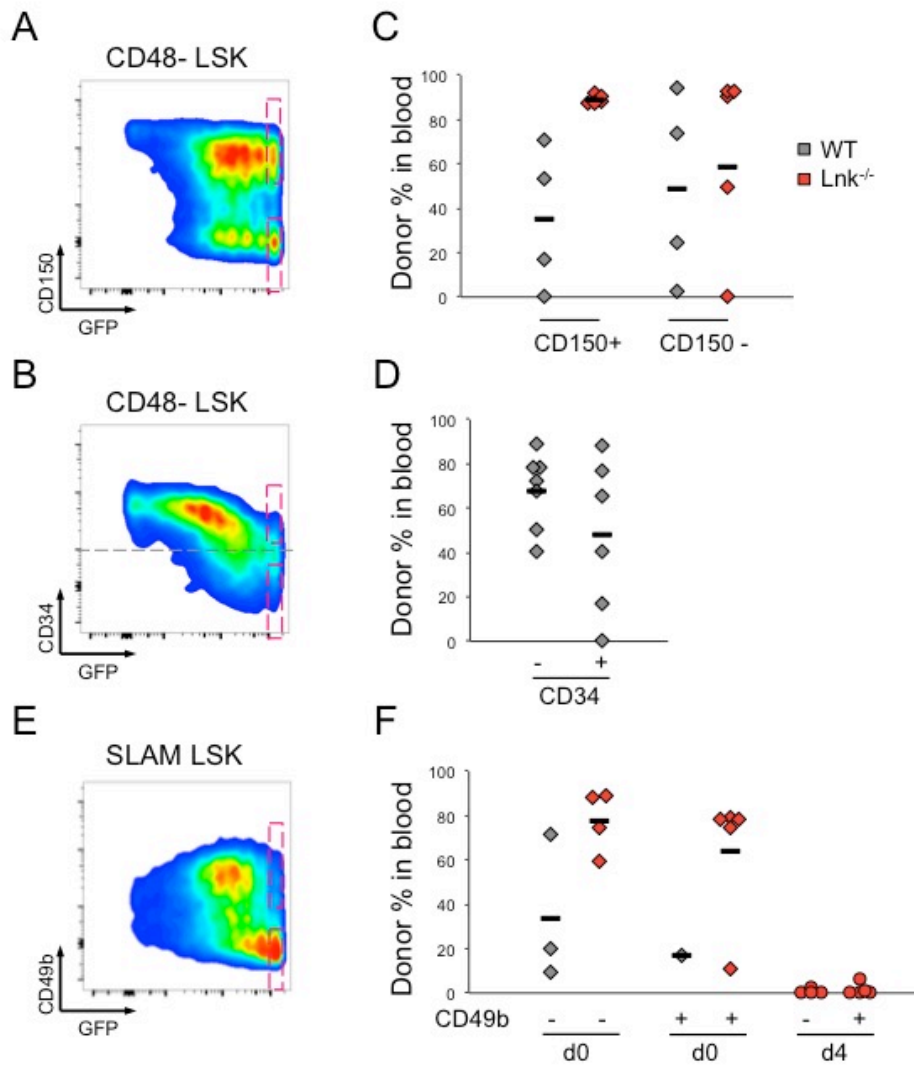 A
CD48- LSK
CD150
GFP
B
CD48- LSK
CD34
GFP
E
SLAM LSK
CD49b
GFP
C
Donor % in blood
100
80
60
40
20
0
CD150+ CD150 -
WT
Lnk-/-
D
Donor % in blood
100
80
60
40
20
0
- +
CD34
F
Donor % in blood
100
80
60
40
20
0
CD49b - - + + - +
d0 d0 d4